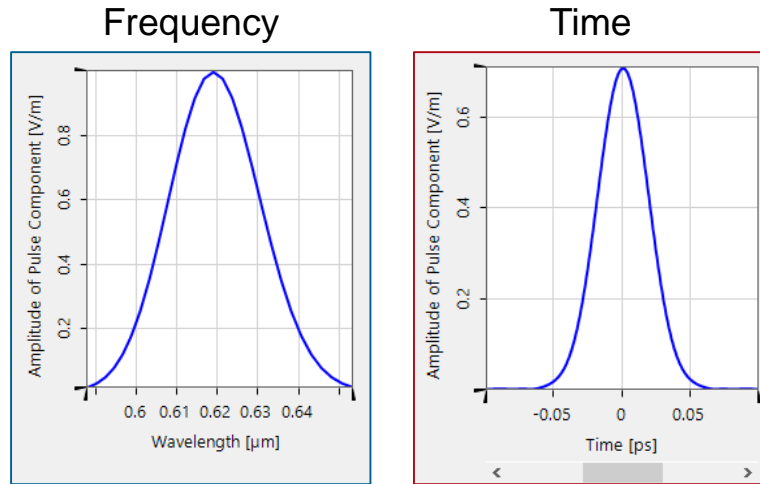 Frequency
Time
Amplitude of Pulse Component [V/m]
0.8
0.6
0.4
0.2
0.6 0.61 0.62 0.63 0.64
Wavelength [µm]
Amplitude of Pulse Component [V/m]
0.6
0.4
0.2
-0.05 0 0.05
Time [ps]